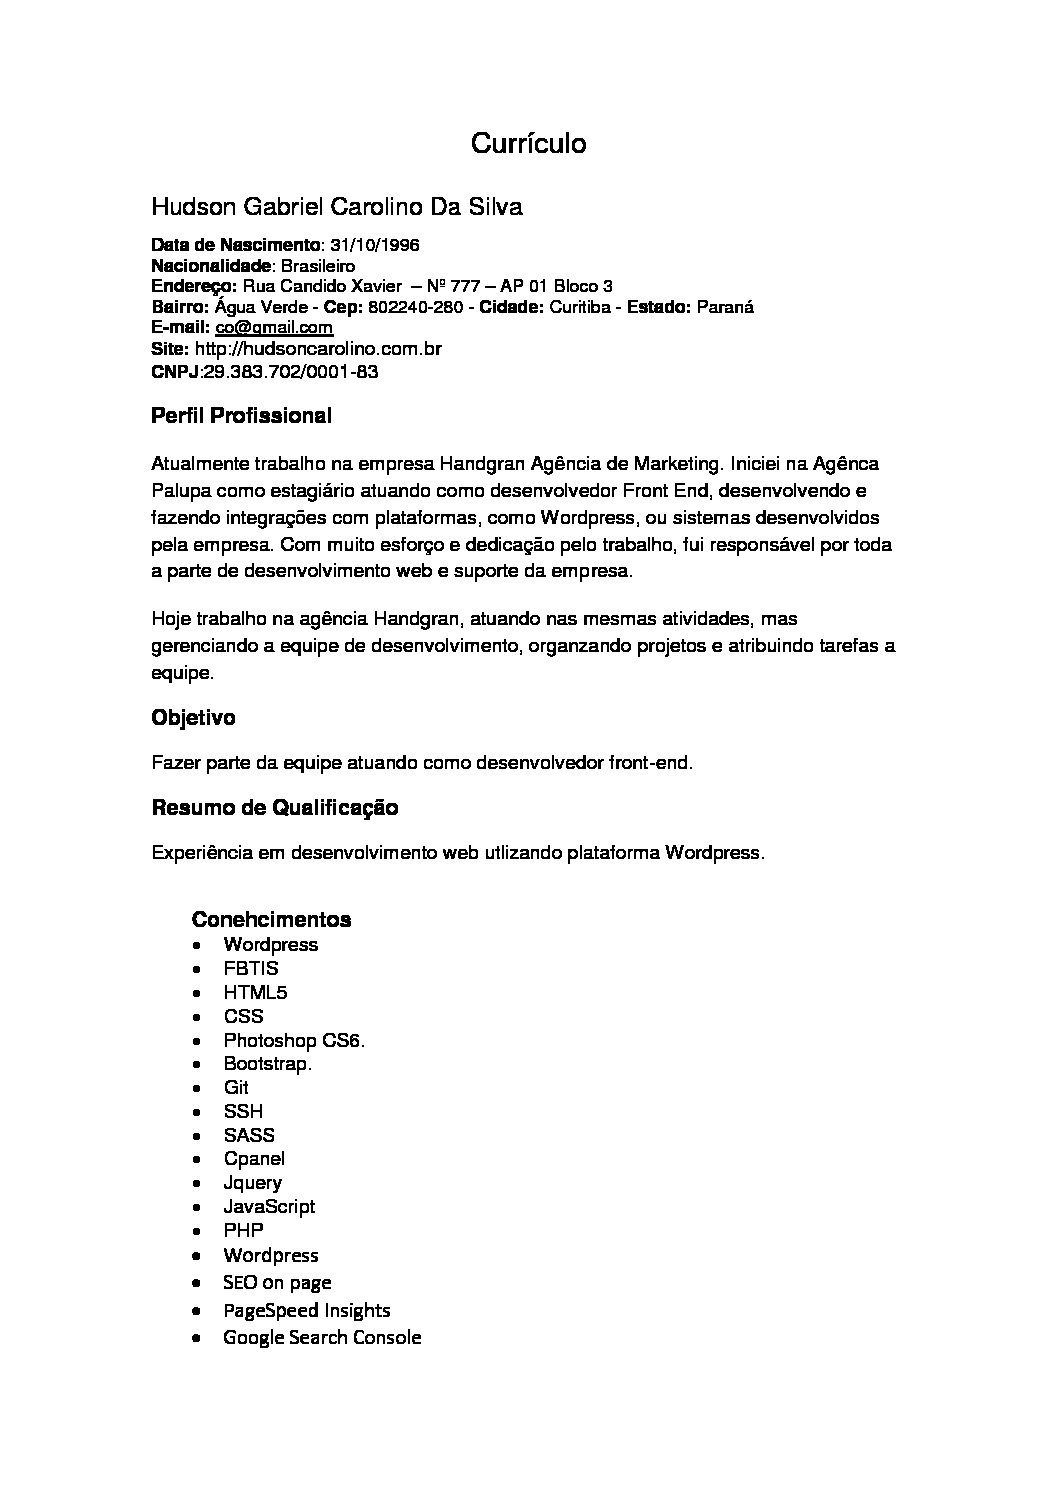 Currículo
Hudson Gabriel Carolino Da Silva
Data de Nascimento: 31/10/1996
Nacionalidade: Brasileiro
Endereço: Rua Candido Xavier – Nº 777 – AP 01 Bloco 3
Bairro: Água Verde - Cep: 802240-280 - Cidade: Curitiba - Estado: Paraná
E-mail: co@gmail.com
Site: http://hudsoncarolino.com.br
CNPJ:29.383.702/0001-83
Perfil Profissional
Atualmente trabalho na empresa Handgran Agência de Marketing. Iniciei na Agênca
Palupa como estagiário atuando como desenvolvedor Front End, desenvolvendo e
fazendo integrações com plataformas, como Wordpress, ou sistemas desenvolvidos
pela empresa. Com muito esforço e dedicação pelo trabalho, fui responsável por toda
a parte de desenvolvimento web e suporte da empresa.
Hoje trabalho na agência Handgran, atuando nas mesmas atividades, mas
gerenciando a equipe de desenvolvimento, organzando projetos e atribuindo tarefas a
equipe.
Objetivo
Fazer parte da equipe atuando como desenvolvedor front-end.
Resumo de Qualificação
Experiência em desenvolvimento web utlizando plataforma Wordpress.
Conehcimentos
• Wordpress
• FBTIS
• HTML5
• CSS
• Photoshop CS6.
• Bootstrap.
• Git
• SSH
• SASS
• Cpanel
• Jquery
• JavaScript
• PHP
• Wordpress
• SEO on page
• PageSpeed Insights
• Google Search Console